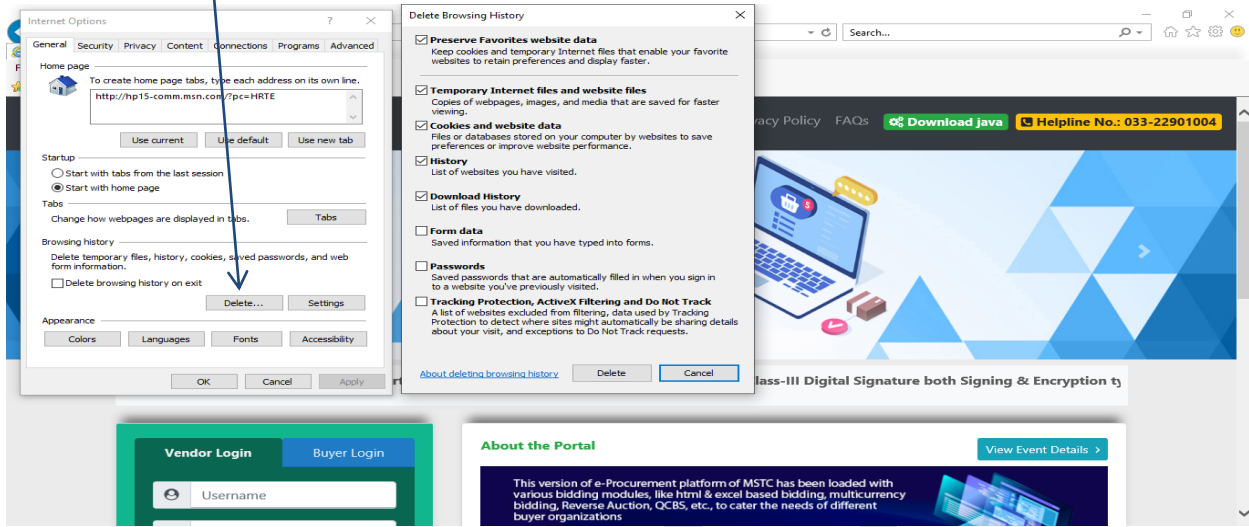 Internet Options
?
General Security Privacy Content Connections Programs Advanced
Home page
To create home page tabs, type each address on its own line.
http://hp15-comm.msn.com/?pc=HRTE
Use current Use default Use new tab
Startup
Start with tabs from the last session
Start with home page
Tabs
Change how webpages are displayed in tabs.
Tabs
Browsing history
Delete temporary files, history, cookies, saved passwords, and web
form information.
Delete browsing history on exit
Delete... Settings
Appearance
Colors Languages Fonts Accessibility
OK Cancel Apply
Delete Browsing History
Preserve Favorites website data
Keep cookies and temporary Internet files that enable your favorite
websites to retain preferences and display faster.
Temporary Internet files and website files
Copies of webpages, images, and media that are saved for faster
viewing.
Cookies and website data
Files or databases stored on your computer by websites to save
preferences or improve website performance.
History
List of websites you have visited.
Download History
List of files you have downloaded.
Form data
Saved information that you have typed into forms.
Passwords
Saved passwords that are automatically filled in when you sign in
to a website you've previously visited.
Tracking Protection, ActiveX Filtering and Do Not Track
A list of websites excluded from filtering, data used by Tracking
Protection to detect where sites might automatically be sharing details
about your visit, and exceptions to Do Not Track requests.
About deleting browsing history Delete Cancel
Search...
vacy Policy FAQs Download java Helpline No.: 033-22901004
5
lass-III Digital Signature both Signing & Encryption ty
Vendor Login Buyer Login
Username
About the Portal
View Event Details >
This version of e-Procurement platform of MSTC has been loaded with
various bidding modules, like html & excel based bidding, multicurrency
bidding, Reverse Auction, QCBS, etc., to cater the needs of different
buyer organizations